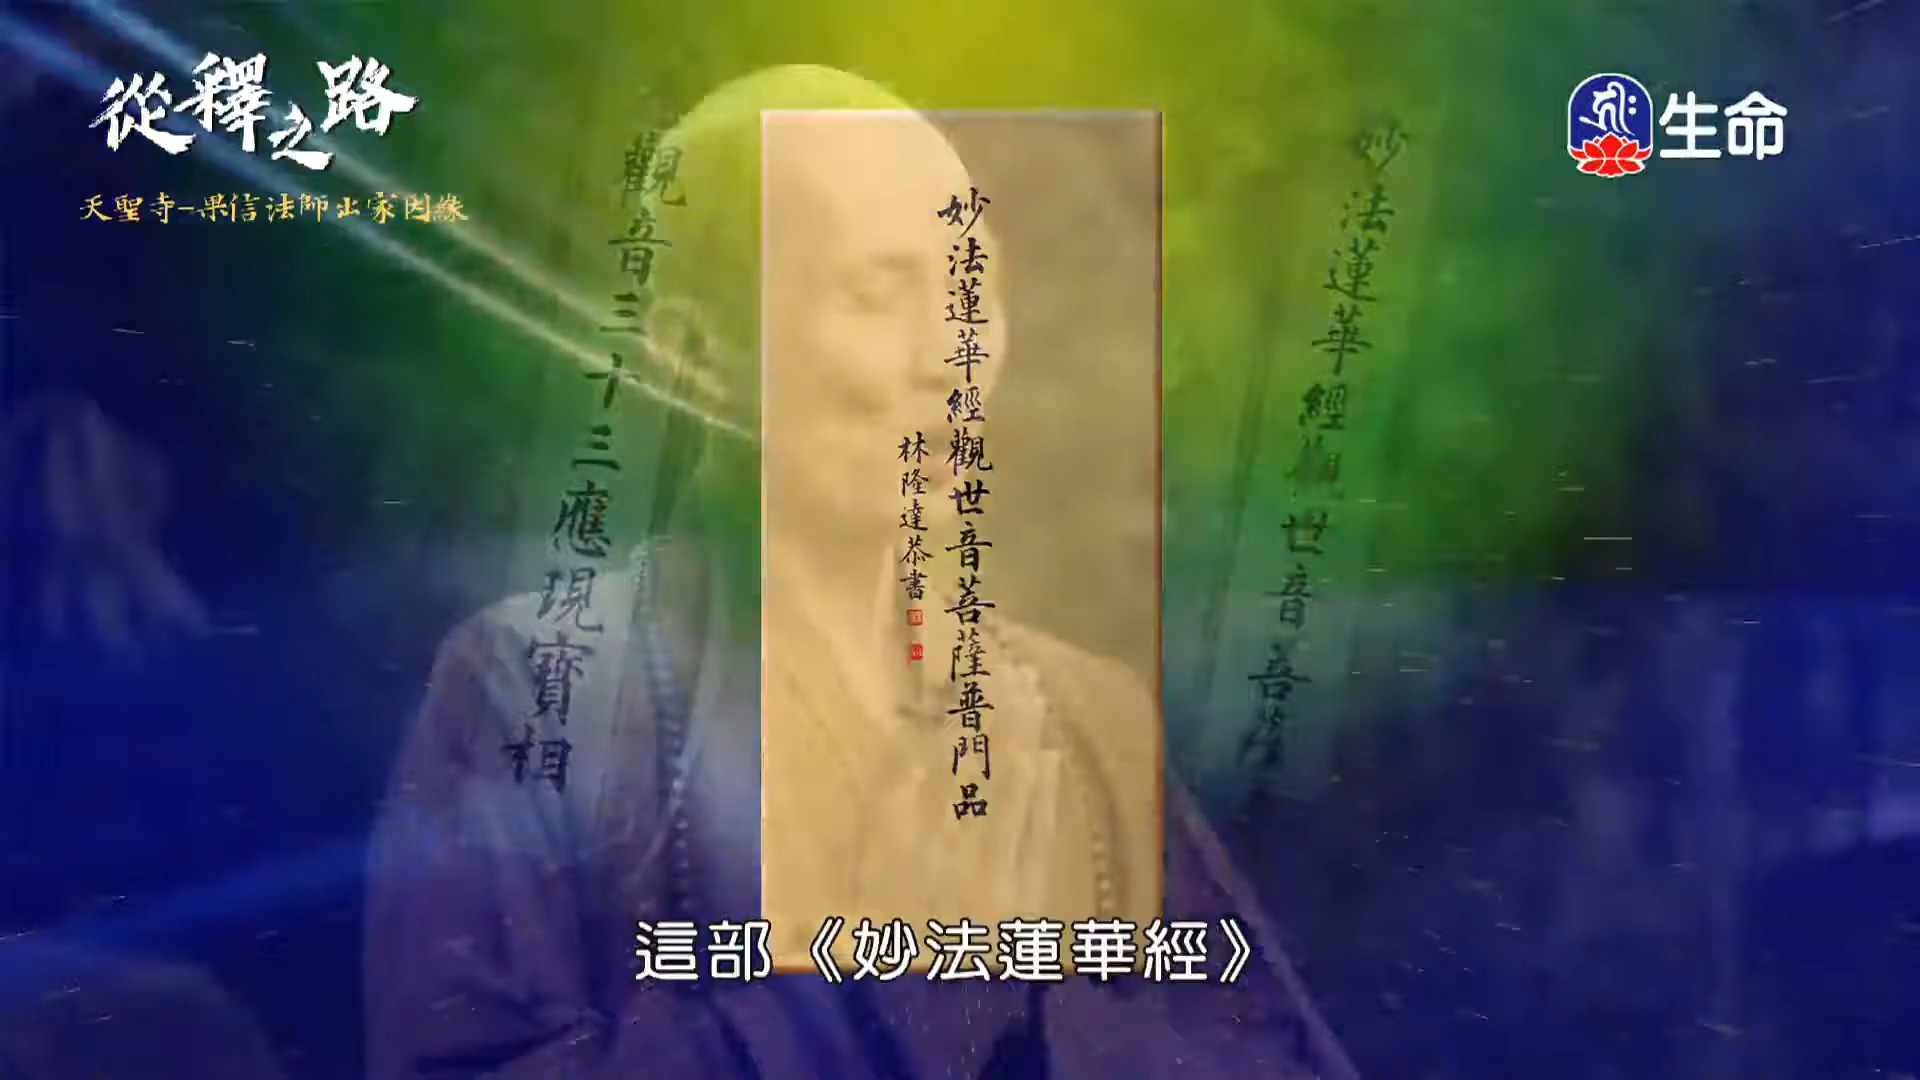 從釋之路
天聖寺-果信法師出家因緣
生命
妙法蓮華經觀世音菩薩
妙法蓮華經觀世音菩薩普門品
林隆達恭書
觀音三十三應現寶相
這部《妙法蓮華經》